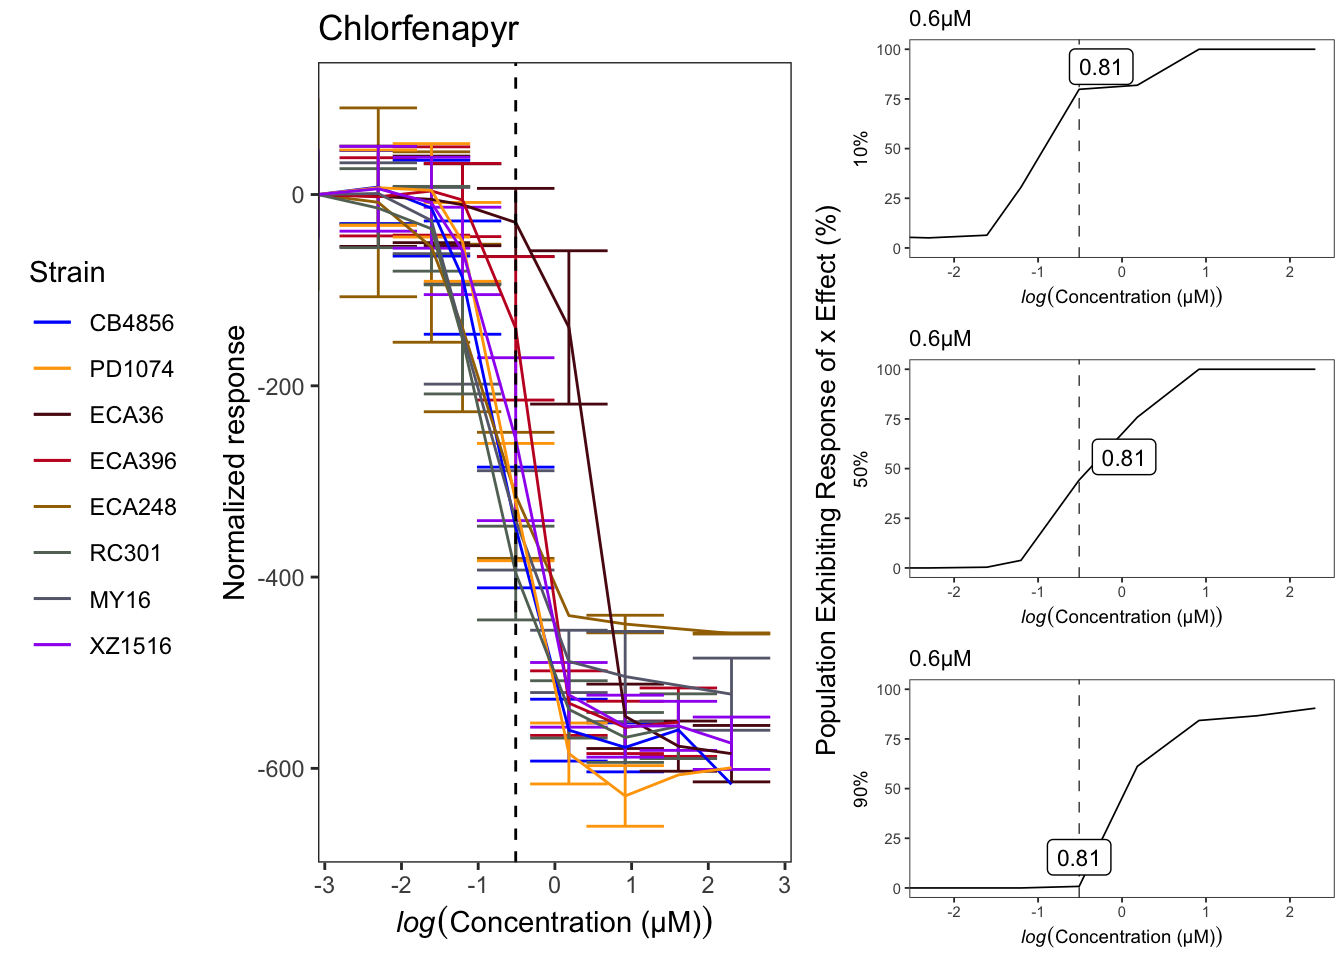 Chlorfenapyr
Strain
CB4856
PD1074
ECA36
ECA396
ECA248
RC301
MY16
XZ1516
Normalized response
0
-200
-400
-600
-3 -2 -1 0 1 2 3
log(Concentration (µM))
Population Exhibiting Response of x Effect (%)
0.6µM
10%
100
75
50
25
0
0.81
-2 -1 0 1 2
log(Concentration (µM))
0.6µM
50%
100
75
50
25
0
0.81
-2 -1 0 1 2
log(Concentration (µM))
0.6µM
90%
100
75
50
25
0
0.81
-2 -1 0 1 2
log(Concentration (µM))